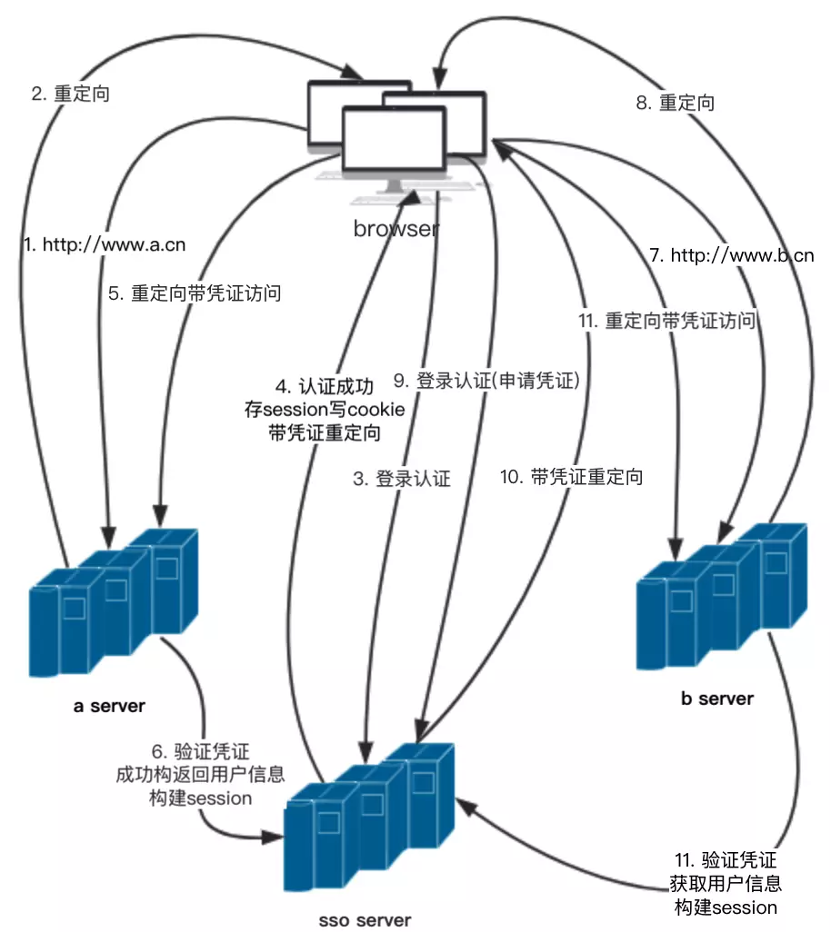 2. 重定向
8. 重定向
browser
1. http://www.a.cn
7. http://www.b.cn
5. 重定向带凭证访问
11. 重定向带凭证访问
4. 认证成功
存session写cookie
带凭证重定向
9. 登录认证(申请凭证)
3. 登录认证
10. 带凭证重定向
a server
b server
6. 验证凭证
成功构返回用户信息
构建session
11. 验证凭证
获取用户信息
构建session
sso server